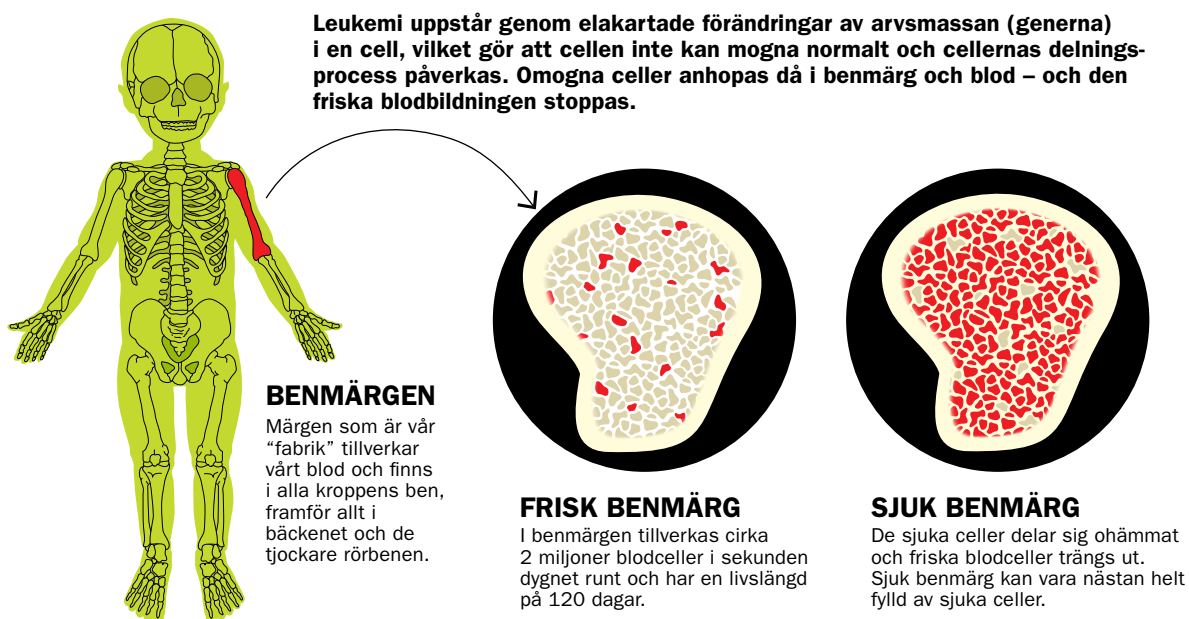 Leukemi uppstår genom elakartade förändringar av arvsmassan (generna)
i en cell, vilket gör att cellen inte kan mogna normalt och cellernas delnings-
process påverkas. Omogna celler anhopas då i benmärg och blod – och den
friska blodbildningen stoppas.
BENMÄRGEN
Märgen som är vår
“fabrik” tillverkar
vårt blod och finns
i alla kroppens ben,
framför allt i
bäckenet och de
tjockare rörbenen.
FRISK BENMÄRG
I benmärgen tillverkas cirka
2 miljoner blodceller i sekunden
dygnet runt och har en livslängd
på 120 dagar.
SJUK BENMÄRG
De sjuka celler delar sig ohämmat
och friska blodceller trängs ut.
Sjuk benmärg kan vara nästan helt
fylld av sjuka celler.